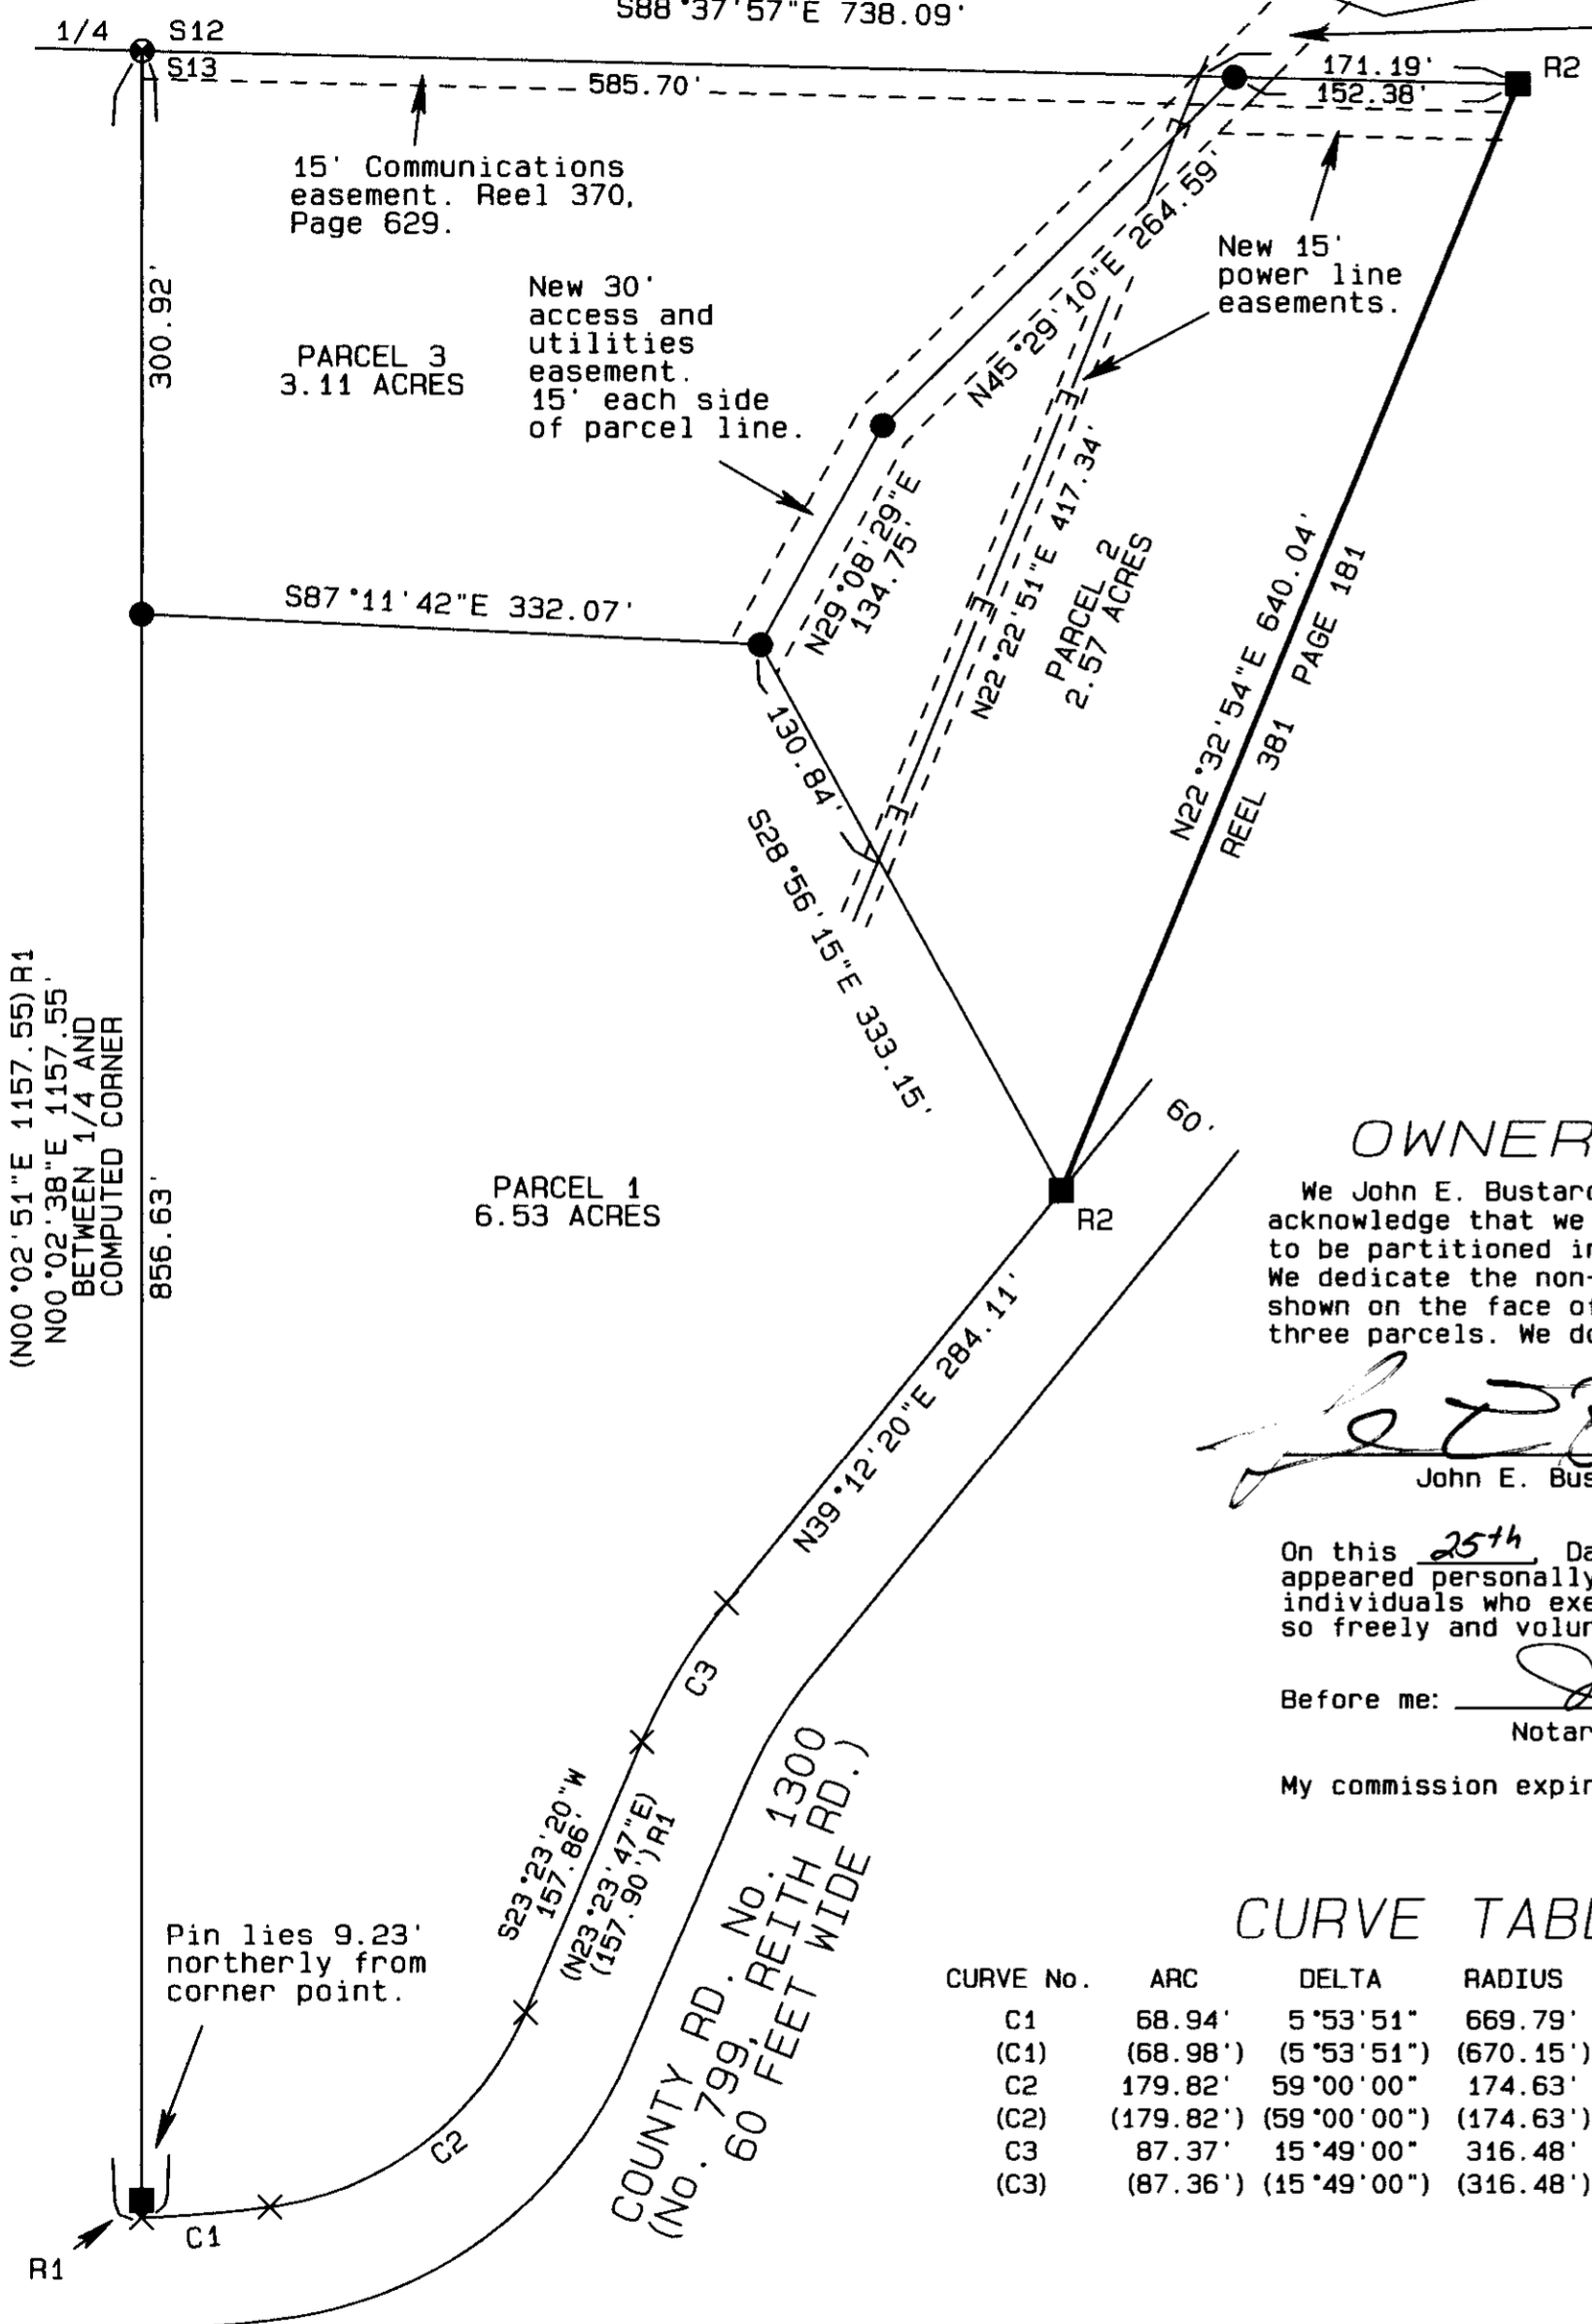 S88°37'57"E 738.09'
1/4 S12
S13
585.70'
171.19'
152.38'
R2
15' Communications
easement. Reel 370,
Page 629.
300.92'
PARCEL 3
3.11 ACRES
New 30'
access and
utilities
easement.
15' each side
of parcel line.
N45°29'10"E 264.59'
New 15'
power line
easements.
N29°08'29"E
134.75'
N22°22'51"E 417.34'
PARCEL 2
2.57 ACRES
N22°32'54"E 640.04'
REEL 381 PAGE 181
S87°11'42"E 332.07'
130.84'
S28°56'15"E 333.15'
(N00°02'51"E 1157.55)R1
N00°02'38"E 1157.55'
BETWEEN 1/4 AND
COMPUTED CORNER
856.63'
PARCEL 1
6.53 ACRES
60'
R2
N39°12'20"E 284.11'
OWNER
We John E. Bustard
acknowledge that we
to be partitioned in
We dedicate the non-
shown on the face of
three parcels. We do
John E. Bus
On this 25th, Da
appeared personally
individuals who exe
so freely and volun
Before me:
Notar
My commission expir
C3
S23°23'20"W
157.86'
(N23°23'47"E)
(157.90')R1
COUNTY RD. No. 1300
(No. 799, REITH RD.)
60 FEET WIDE
Pin lies 9.23'
northerly from
corner point.
C2
C1
R1
CURVE TABL
CURVE No. ARC DELTA RADIUS
C1 68.94' 5°53'51" 669.79'
(C1) (68.98') (5°53'51") (670.15')
C2 179.82' 59°00'00" 174.63'
(C2) (179.82') (59°00'00") (174.63')
C3 87.37' 15°49'00" 316.48'
(C3) (87.36') (15°49'00") (316.48')